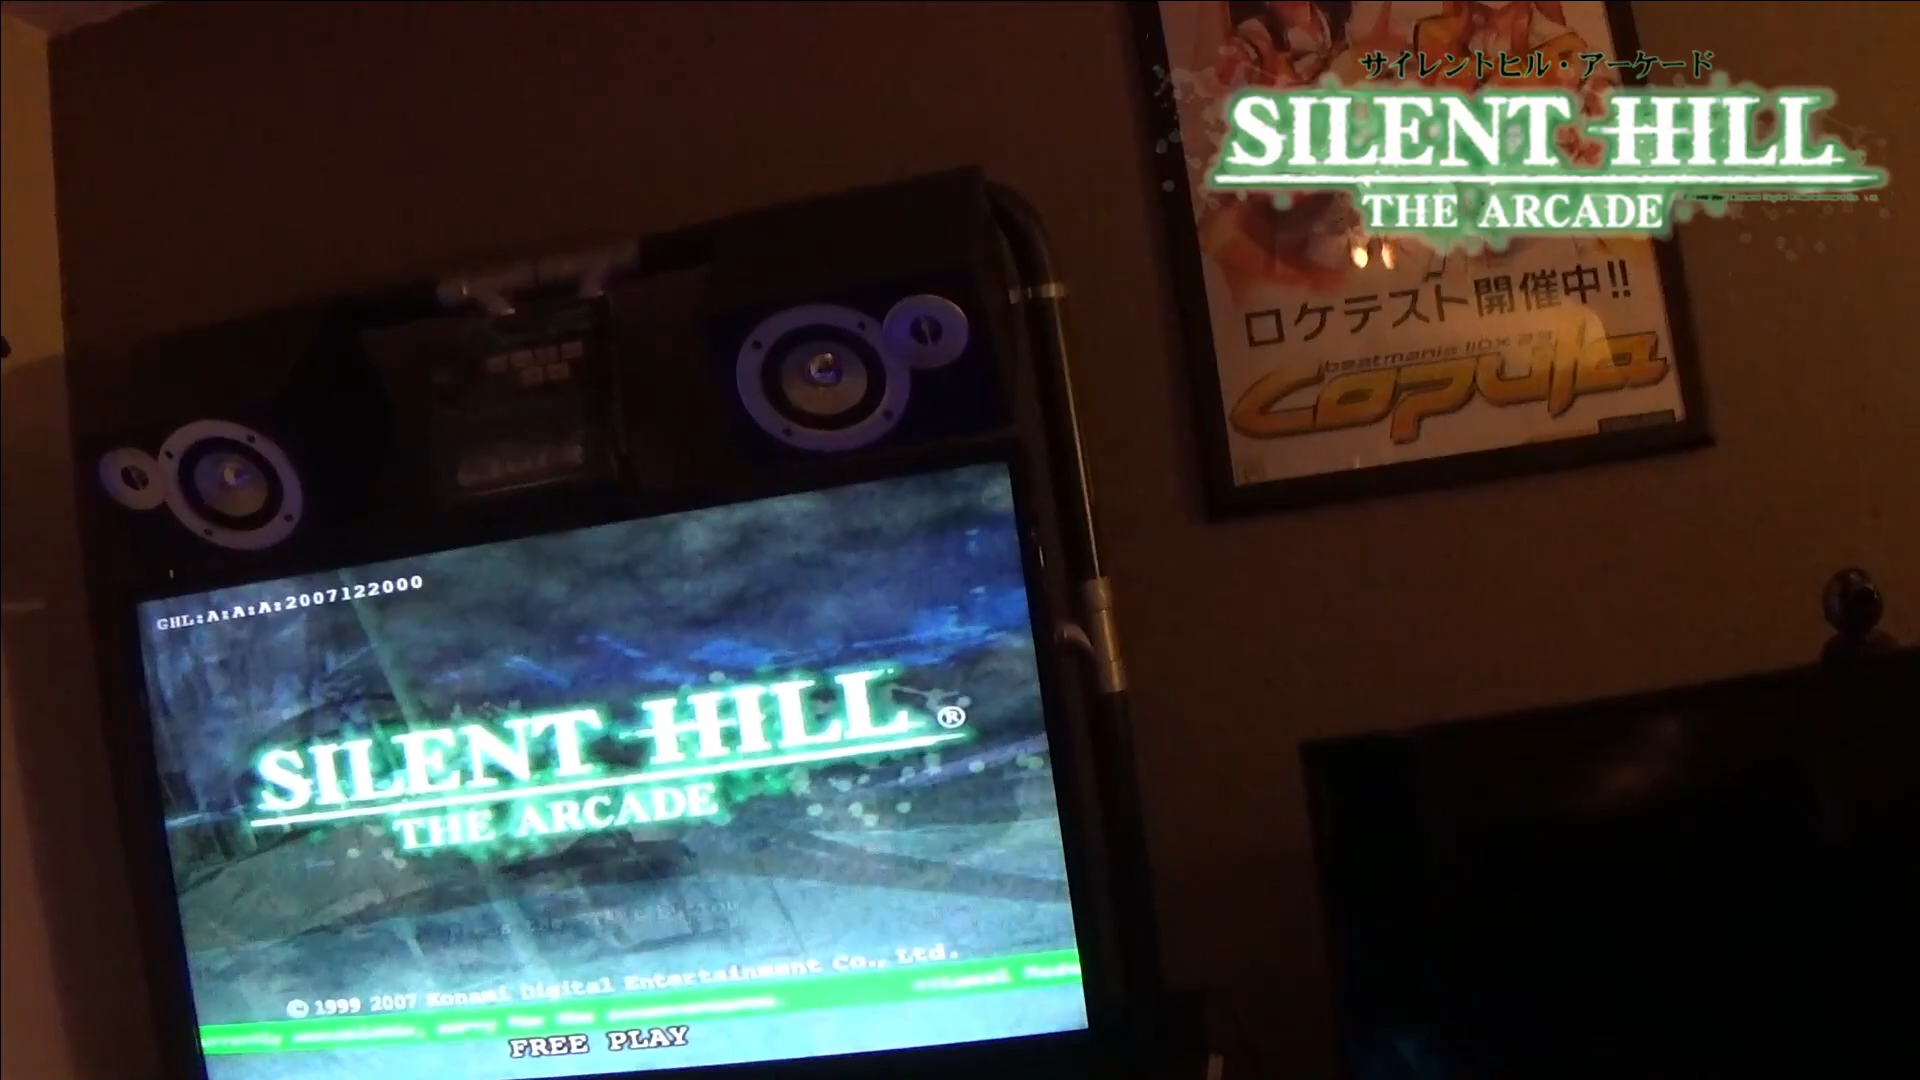 サイレントヒル・アーケード
SILENT HILL
THE ARCADE
ロケテスト開催中!!
beatmania IIDX 23
copula
GHL:A:A:A:2007122000
SILENT HILL ®
THE ARCADE
© 1999 2007 Konami Digital Entertainment Co., Ltd.
FREE PLAY